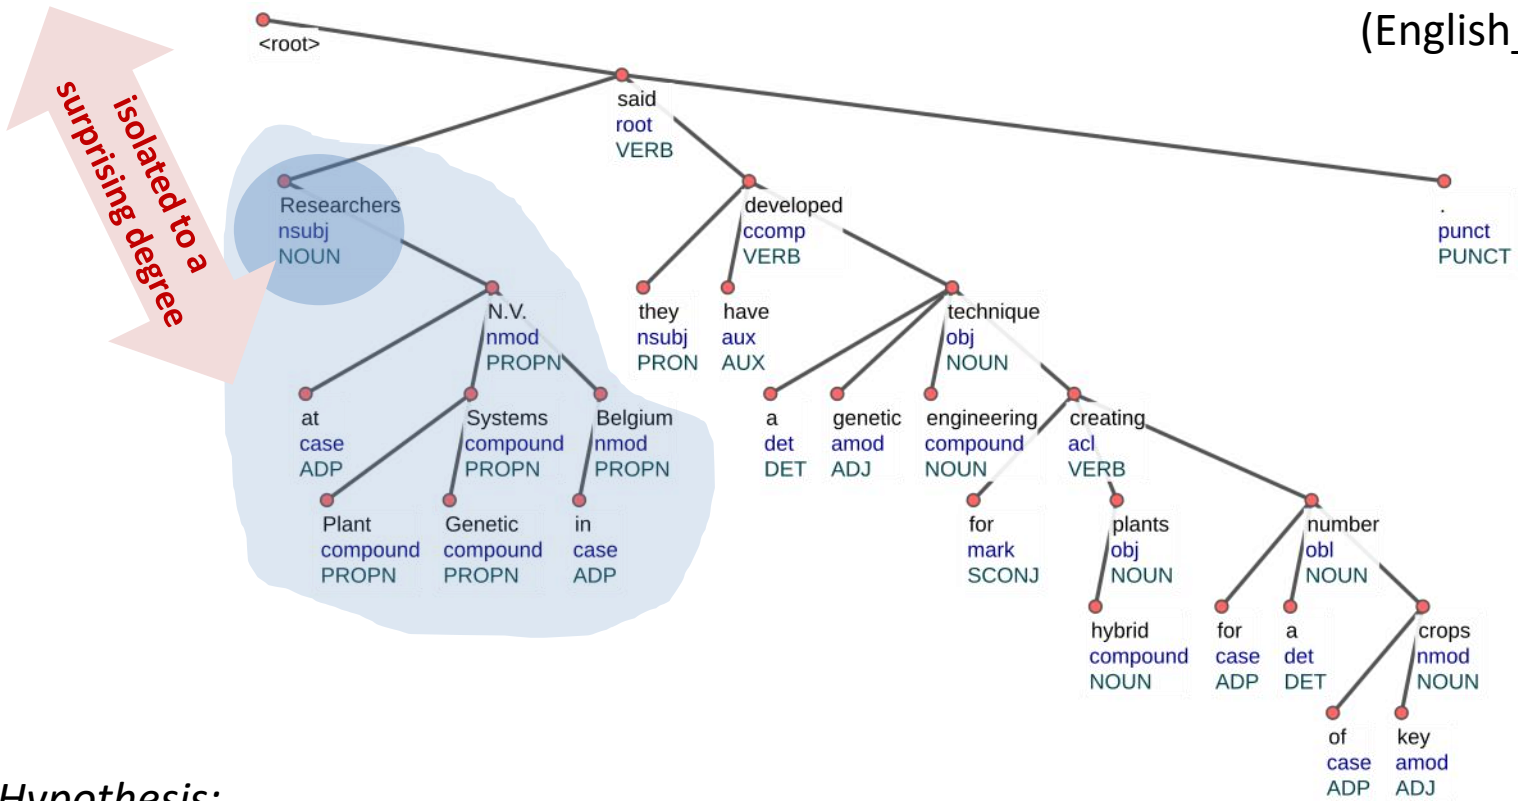 (English_
<root>
said
root
VERB
isolated to a
surprising degree
Researchers
nsubj
NOUN
developed
ccomp
VERB
.
punct
PUNCT
N.V.
nmod
PROPN
they
nsubj
PRON
have
aux
AUX
technique
obj
NOUN
at
case
ADP
Systems
compound
PROPN
Belgium
nmod
PROPN
a
det
DET
genetic
amod
ADJ
engineering
compound
NOUN
creating
acl
VERB
Plant
compound
PROPN
Genetic
compound
PROPN
in
case
ADP
for
mark
SCONJ
plants
obj
NOUN
number
obl
NOUN
hybrid
compound
NOUN
for
case
ADP
a
det
DET
crops
nmod
NOUN
of
case
ADP
key
amod
ADJ
Hypothesis: